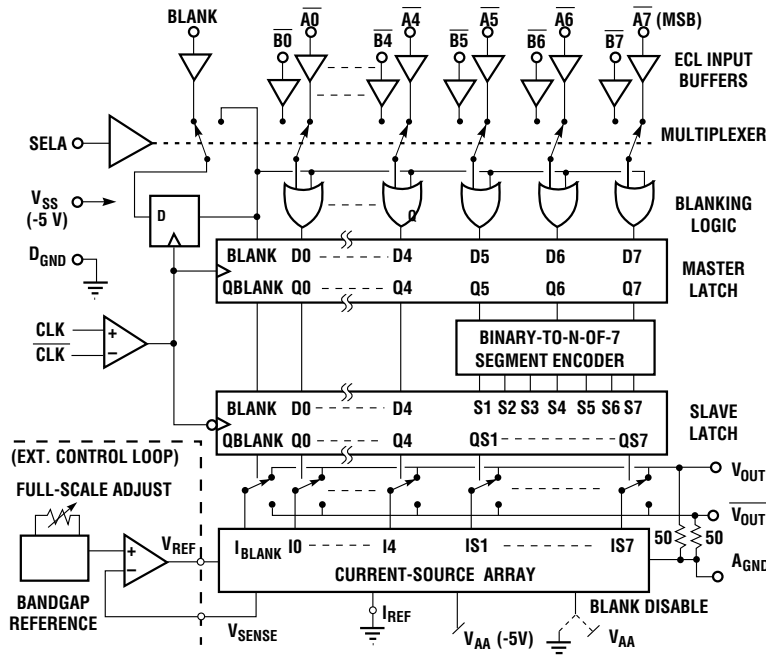 BLANK A0 A4 A5 A6 A7 (MSB)
B0 B4 B5 B6 B7
ECL INPUT
BUFFERS
SELA
MULTIPLEXER
VSS
(-5 V)
D
Q
BLANKING
LOGIC
DGND
BLANK D0 D4 D5 D6 D7
QBLANK Q0 Q4 Q5 Q6 Q7
MASTER
LATCH
CLK
CLK
+
–
BINARY-TO-N-OF-7
SEGMENT ENCODER
BLANK D0 D4 S1 S2 S3 S4 S5 S6 S7
QBLANK Q0 Q4 QS1 QS7
SLAVE
LATCH
(EXT. CONTROL LOOP)
FULL-SCALE ADJUST
VOUT
VOUT
50 50
VREF
+
–
IBLANK I0 I4 IS1 IS7
CURRENT-SOURCE ARRAY
AGND
BANDGAP
REFERENCE
VSENSE
IREF
VAA (-5V)
BLANK DISABLE
VAA